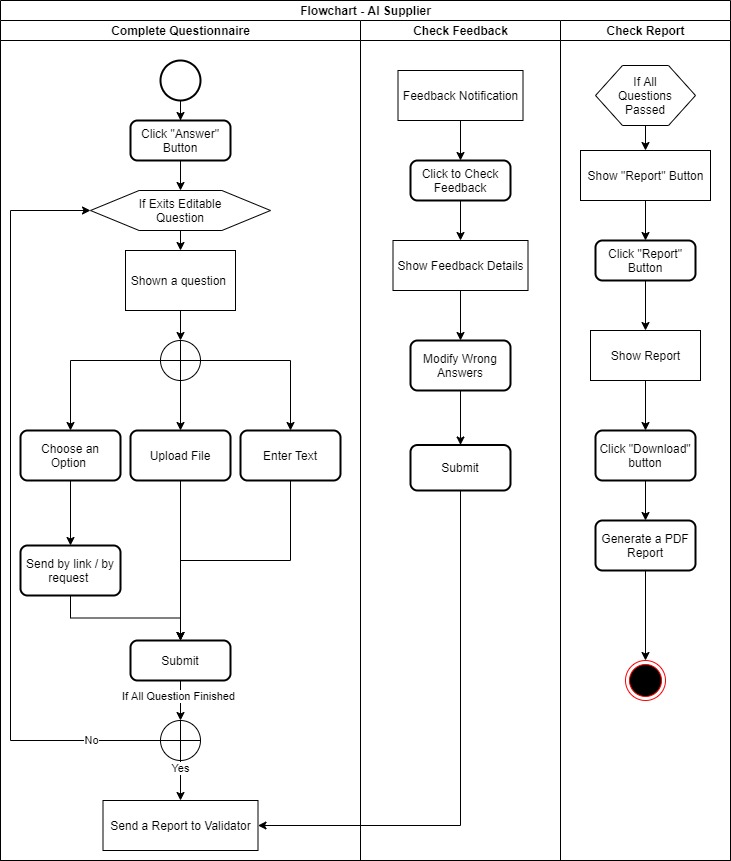 Flowchart - AI Supplier
Complete Questionnaire
Click "Answer"
Button
If Exits Editable
Question
Shown a question
Choose an
Option
Upload File
Enter Text
Send by link / by
request
Submit
If All Question Finished
No
Yes
Send a Report to Validator
Check Feedback
Feedback Notification
Click to Check
Feedback
Show Feedback Details
Modify Wrong
Answers
Submit
Check Report
If All
Questions
Passed
Show "Report" Button
Click "Report"
Button
Show Report
Click "Download"
button
Generate a PDF
Report